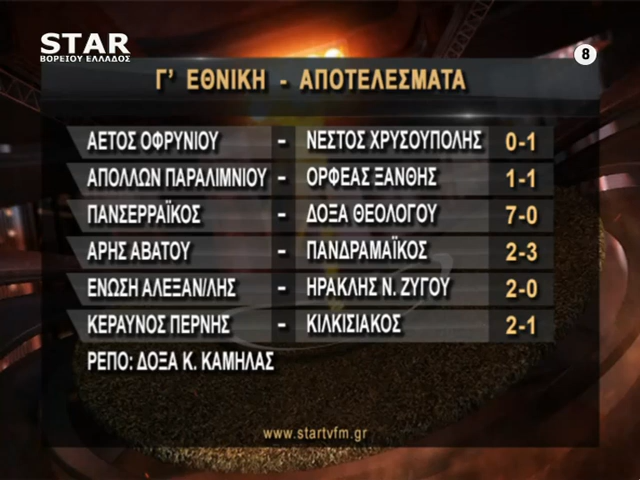 STAR
ΒΟΡΕΙΟΥ ΕΛΛΑΔΟΣ
8
Γ' ΕΘΝΙΚΗ - ΑΠΟΤΕΛΕΣΜΑΤΑ
ΑΕΤΟΣ ΟΦΡΥΝΙΟΥ - ΝΕΣΤΟΣ ΧΡΥΣΟΥΠΟΛΗΣ 0-1
ΑΠΟΛΛΩΝ ΠΑΡΑΛΙΜΝΙΟΥ - ΟΡΦΕΑΣ ΞΑΝΘΗΣ 1-1
ΠΑΝΣΕΡΡΑΪΚΟΣ - ΔΟΞΑ ΘΕΟΛΟΓΟΥ 7-0
ΑΡΗΣ ΑΒΑΤΟΥ - ΠΑΝΔΡΑΜΑΪΚΟΣ 2-3
ΕΝΩΣΗ ΑΛΕΞΑΝ/ΛΗΣ - ΗΡΑΚΛΗΣ Ν. ΖΥΓΟΥ 2-0
ΚΕΡΑΥΝΟΣ ΠΕΡΝΗΣ - ΚΙΛΚΙΣΙΑΚΟΣ 2-1
ΡΕΠΟ: ΔΟΞΑ Κ. ΚΑΜΗΛΑΣ
www.startvfm.gr